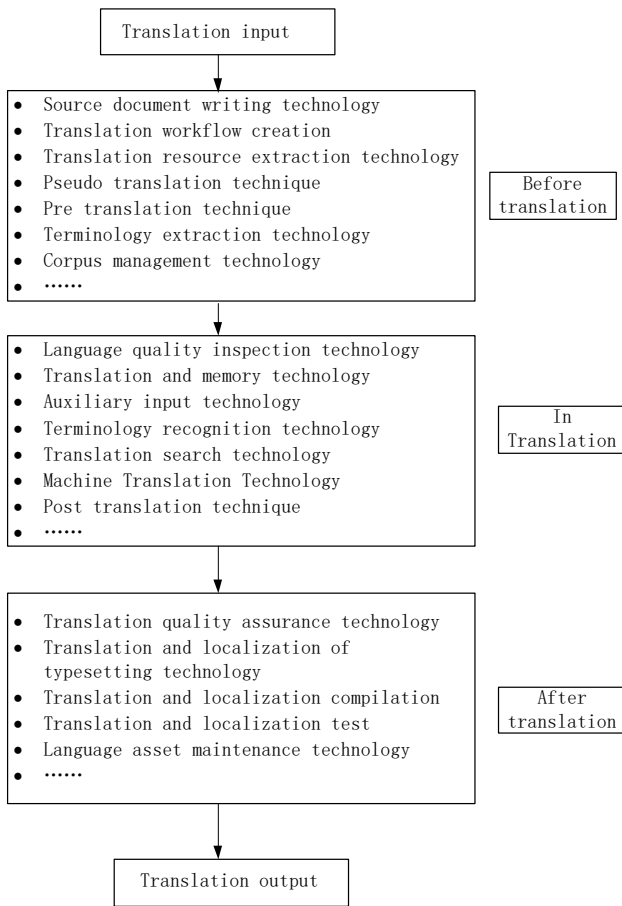 Translation input
● Source document writing technology
● Translation workflow creation
● Translation resource extraction technology
● Pseudo translation technique
● Pre translation technique
● Terminology extraction technology
● Corpus management technology
● ……
Before
translation
● Language quality inspection technology
● Translation and memory technology
● Auxiliary input technology
● Terminology recognition technology
● Translation search technology
● Machine Translation Technology
● Post translation technique
● ……
In
Translation
● Translation quality assurance technology
● Translation and localization of
typesetting technology
● Translation and localization compilation
● Translation and localization test
● Language asset maintenance technology
● ……
After
translation
Translation output